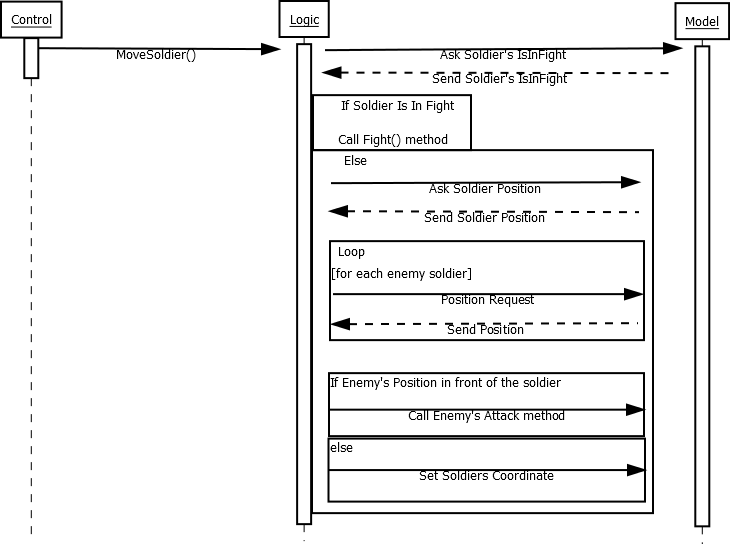 Control
Logic
Model
MoveSoldier()
Ask Soldier's IsInFight
Send Soldier's IsInFight
If Soldier Is In Fight
Call Fight() method
Else
Ask Soldier Position
Send Soldier Position
Loop
[for each enemy soldier]
Position Request
Send Position
If Enemy's Position in front of the soldier
Call Enemy's Attack method
else
Set Soldiers Coordinate